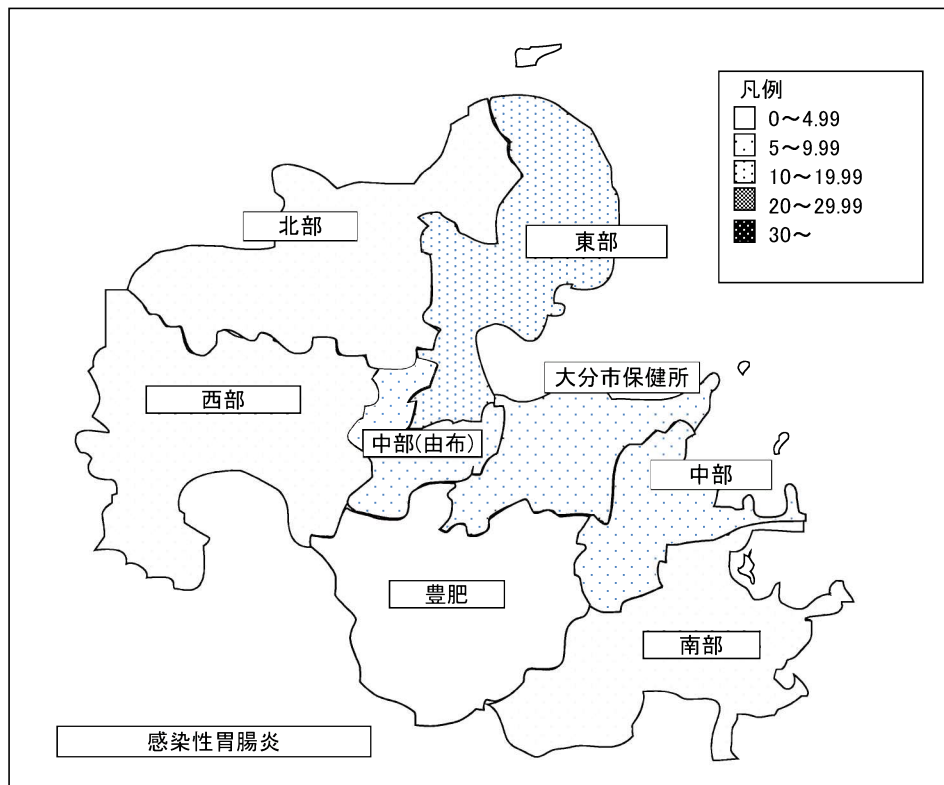 凡例
0～4.99
5～9.99
10～19.99
20～29.99
30～
北部
東部
大分市保健所
西部
中部(由布)
中部
豊肥
南部
感染性胃腸炎